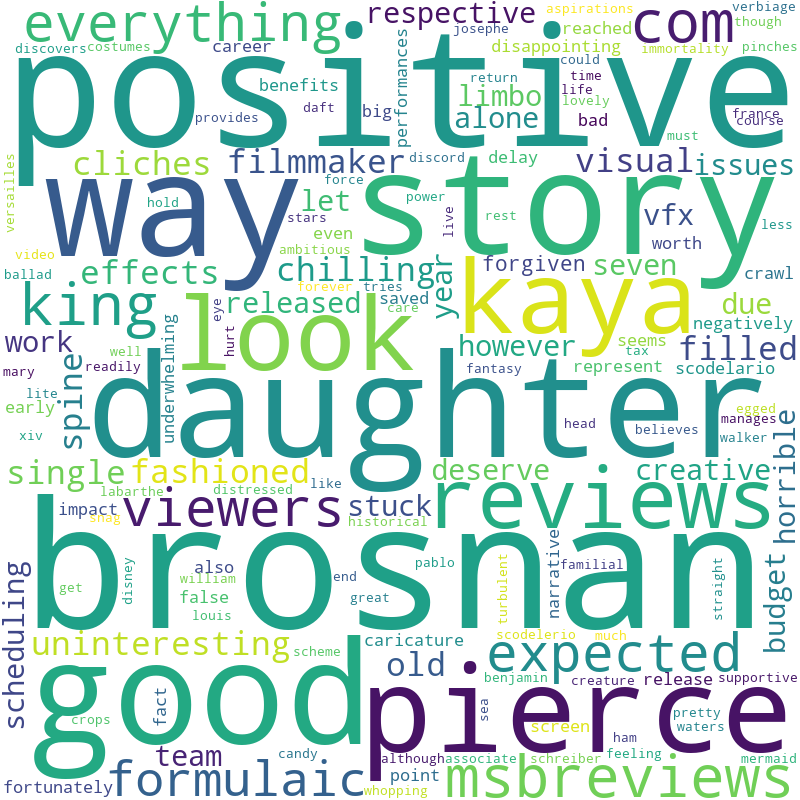 aspirations verbiage
everything respective com though
discovers costumes career josephe reached
disappointing immortality pinches
positive
performances could
benefits return time
limbo life lovely
provides daft big alone bad france course
must
cliches filmmaker discord delay visual issues
versailles
way story
force power
hold let stars live rest vfx less
even worth
video ambitious
ballad effects chilling forgiven seven crawl
king forever tries year
released saved due
look kaya
eye care negatively
work underwhelming hurt however seems filled
tax
mary well
readily represent scodelario
spine fantasy
lite daughter egged
early head manages
xiv believes walker
single fashioned deserve creative horrible
like
labarthe distressed
impact viewers stuck reviews
snag historical
brosnan
narrative
scheduling also pablo familial
disney william end turbulent straight budget
get false great
louis
scodelerio much
uninteresting caricature
scheme old expected
good benjamin creature release supportive
pierce
crops fact sea pretty
screen waters
team candy ham
although associate schreiber feeling mermaid
fortunately formulaic point msbreviews
whopping